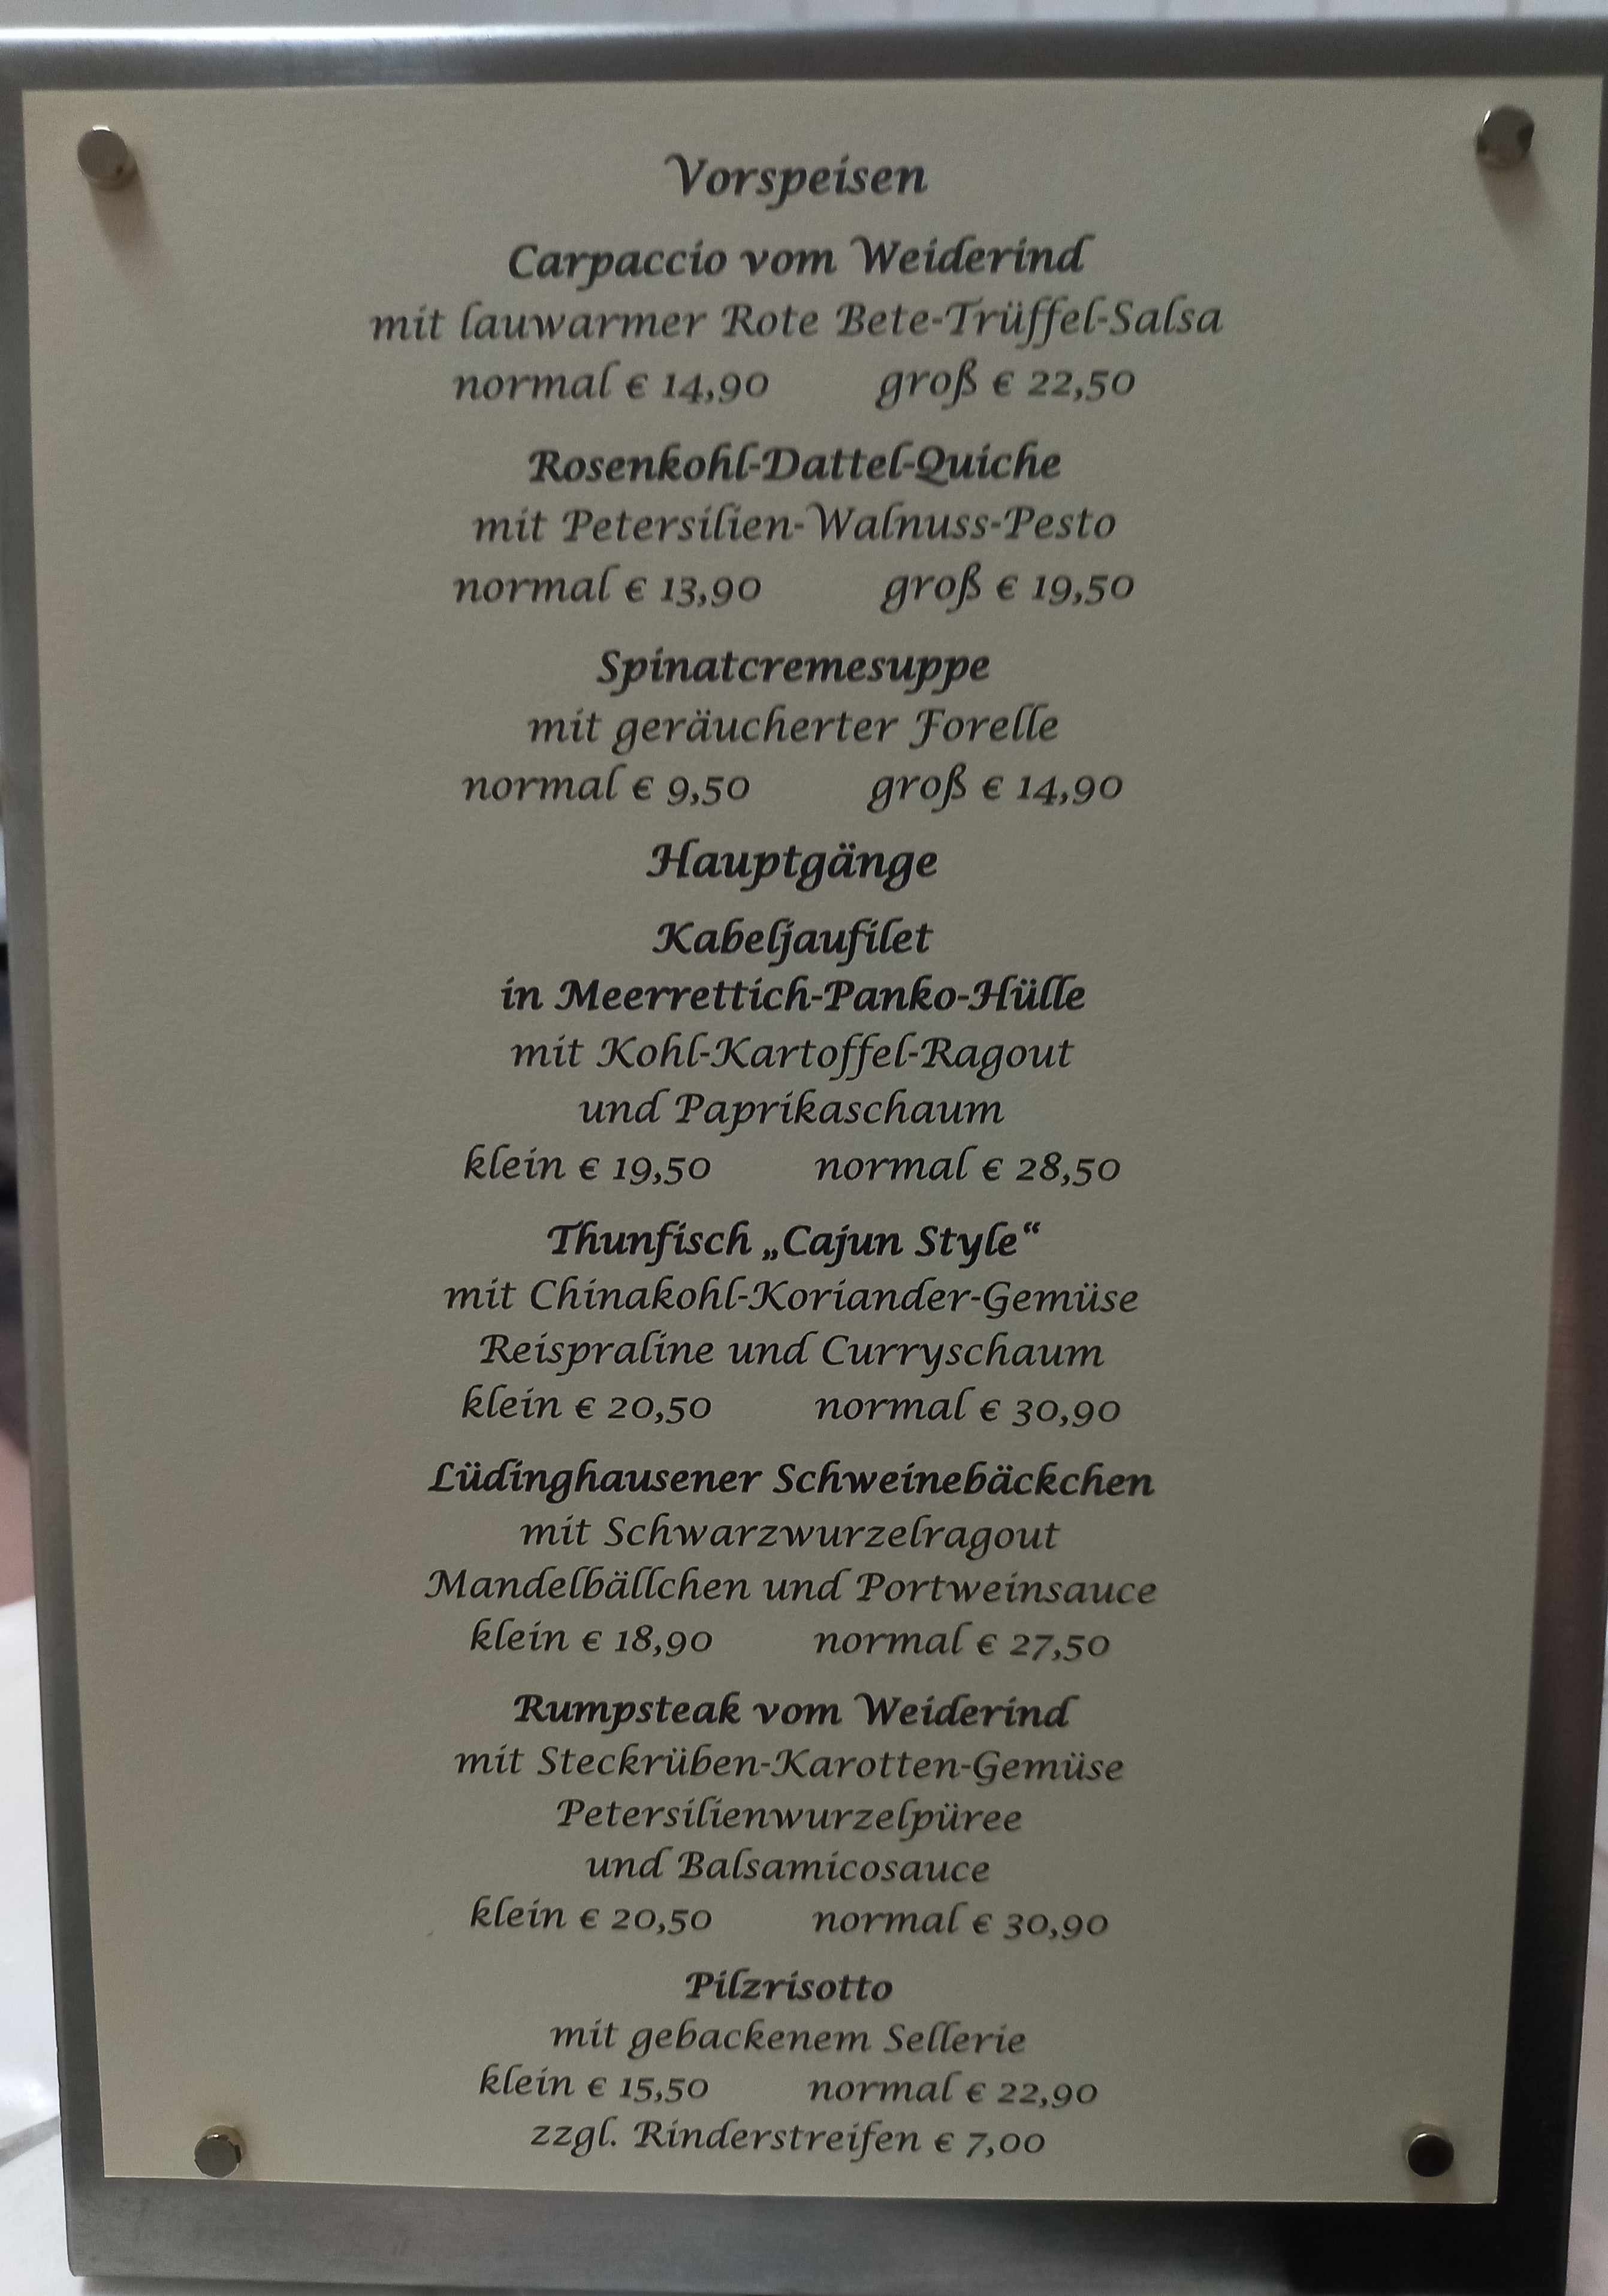 Vorspeisen
Carpaccio vom Weiderind
mit lauwarmer Rote Bete-Trüffel-Salsa
normal € 14,90 groß € 22,50
Rosenkohl-Dattel-Quiche
mit Petersilien-Walnuss-Pesto
normal € 13,90 groß € 19,50
Spinatcremesuppe
mit geräucherter Forelle
normal € 9,50 groß € 14,90
Hauptgänge
Kabeljaufilet
in Meerrettich-Panko-Hülle
mit Kohl-Kartoffel-Ragout
und Paprikaschaum
klein € 19,50 normal € 28,50
Thunfisch „Cajun Style“
mit Chinakohl-Koriander-Gemüse
Reispraline und Curryschaum
klein € 20,50 normal € 30,90
Lüdinghausener Schweinebäckchen
mit Schwarzwurzelragout
Mandelbällchen und Portweinsauce
klein € 18,90 normal € 27,50
Rumpsteak vom Weiderind
mit Steckrüben-Karotten-Gemüse
Petersilienwurzelpüree
und Balsamicosauce
klein € 20,50 normal € 30,90
Pilzrisotto
mit gebackenem Sellerie
klein € 15,50 normal € 22,90
zzgl. Rinderstreifen € 7,00